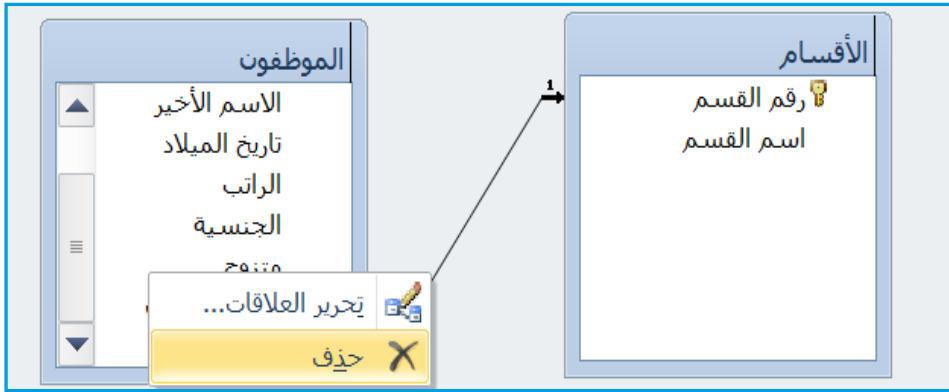 الأقسام
رقم القسم
اسم القسم
1
الموظفون
الاسم الأخير
تاريخ الميلاد
الراتب
الجنسية
متزوج
تحرير العلاقات...
حذف